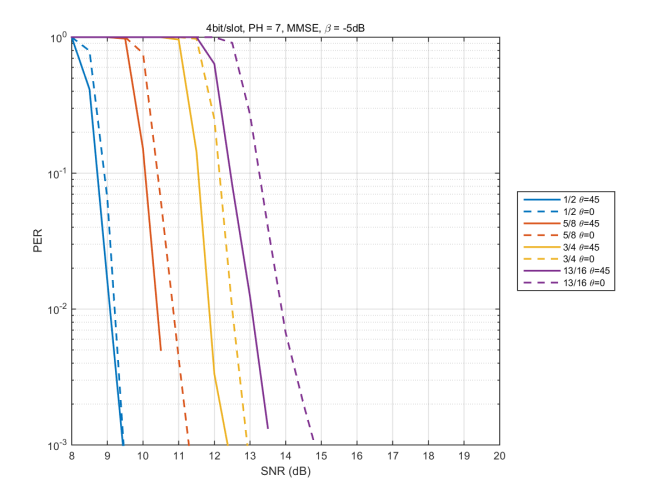 4bit/slot, PH = 7, MMSE, β = -5dB
10^0
10^-1
10^-2
10^-3
PER
8 9 10 11 12 13 14 15 16 17 18 19 20
SNR (dB)
1/2 θ=45
1/2 θ=0
5/8 θ=45
5/8 θ=0
3/4 θ=45
3/4 θ=0
13/16 θ=45
13/16 θ=0